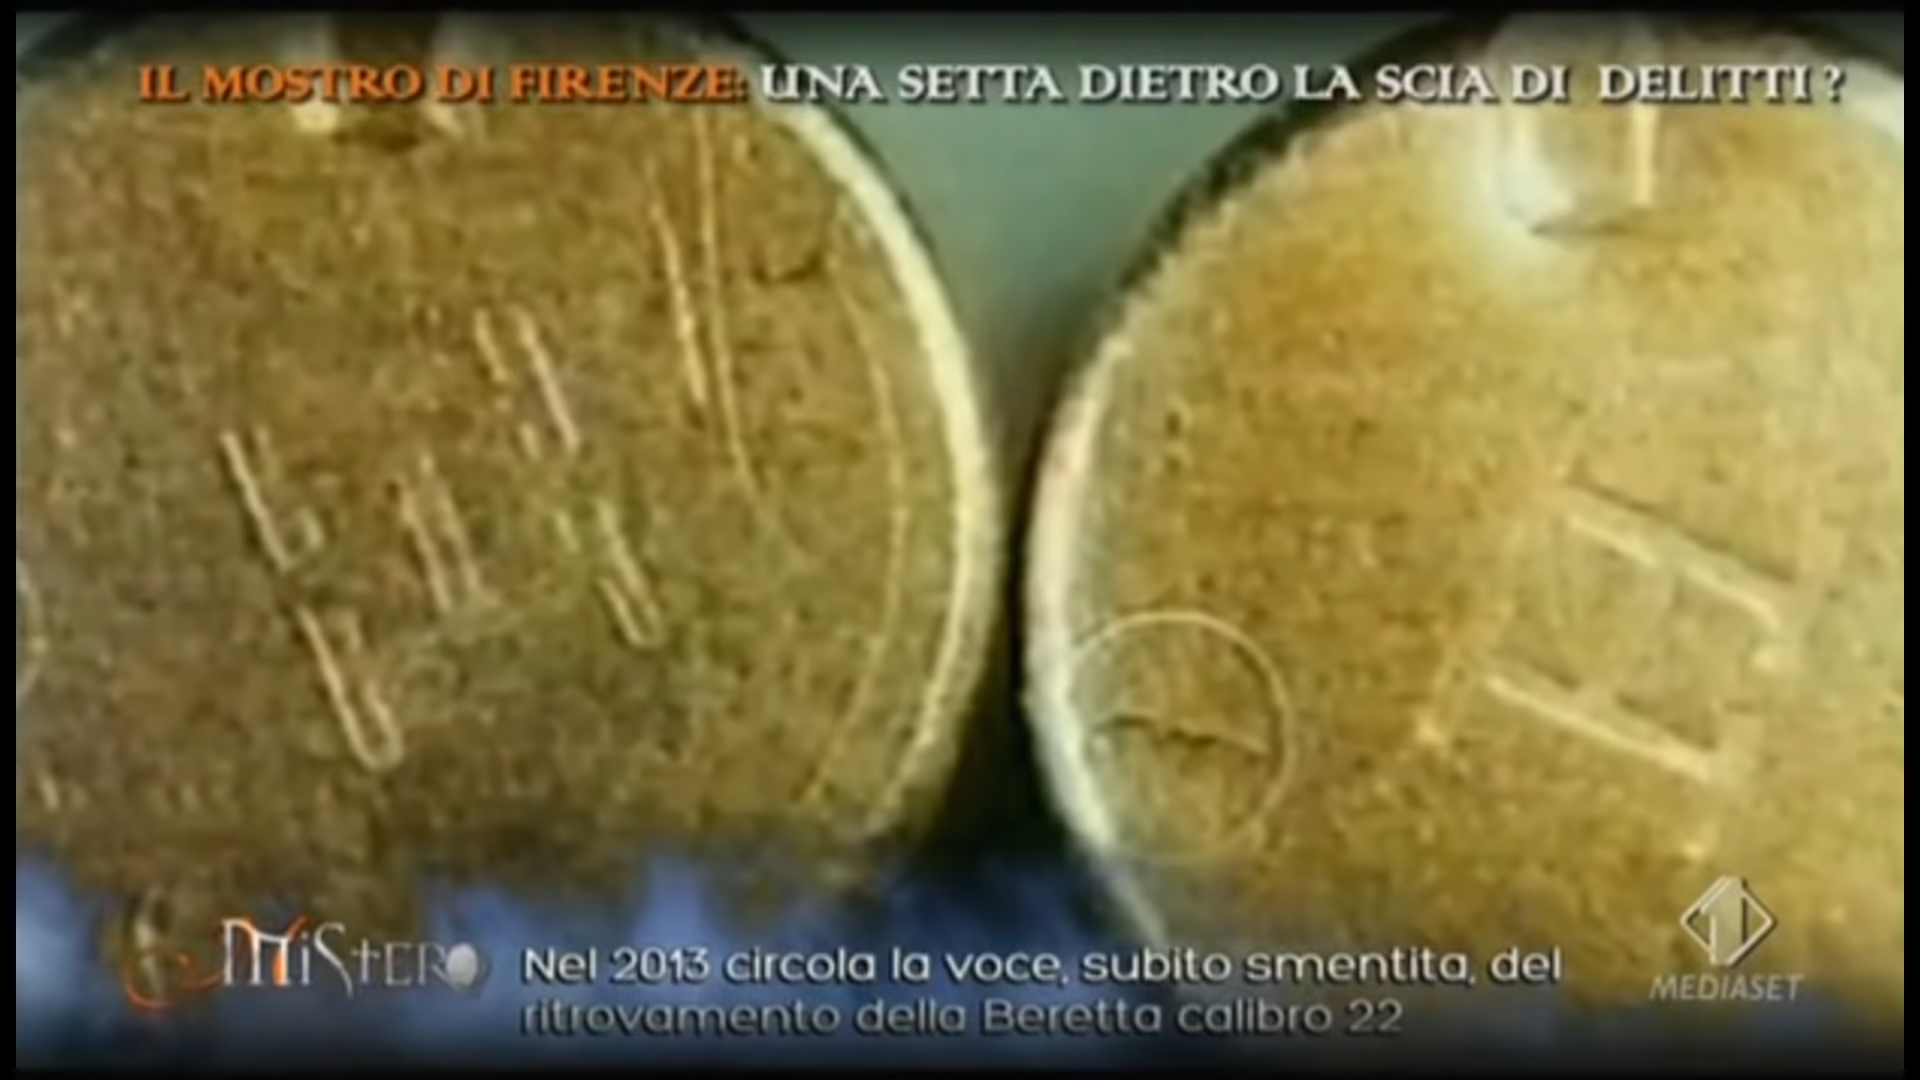 IL MOSTRO DI FIRENZE: UNA SETTA DIETRO LA SCIA DI DELITTI ?
MISTERO
Nel 2013 circola la voce, subito smentita, del
ritrovamento della Beretta calibro 22
MEDIASET